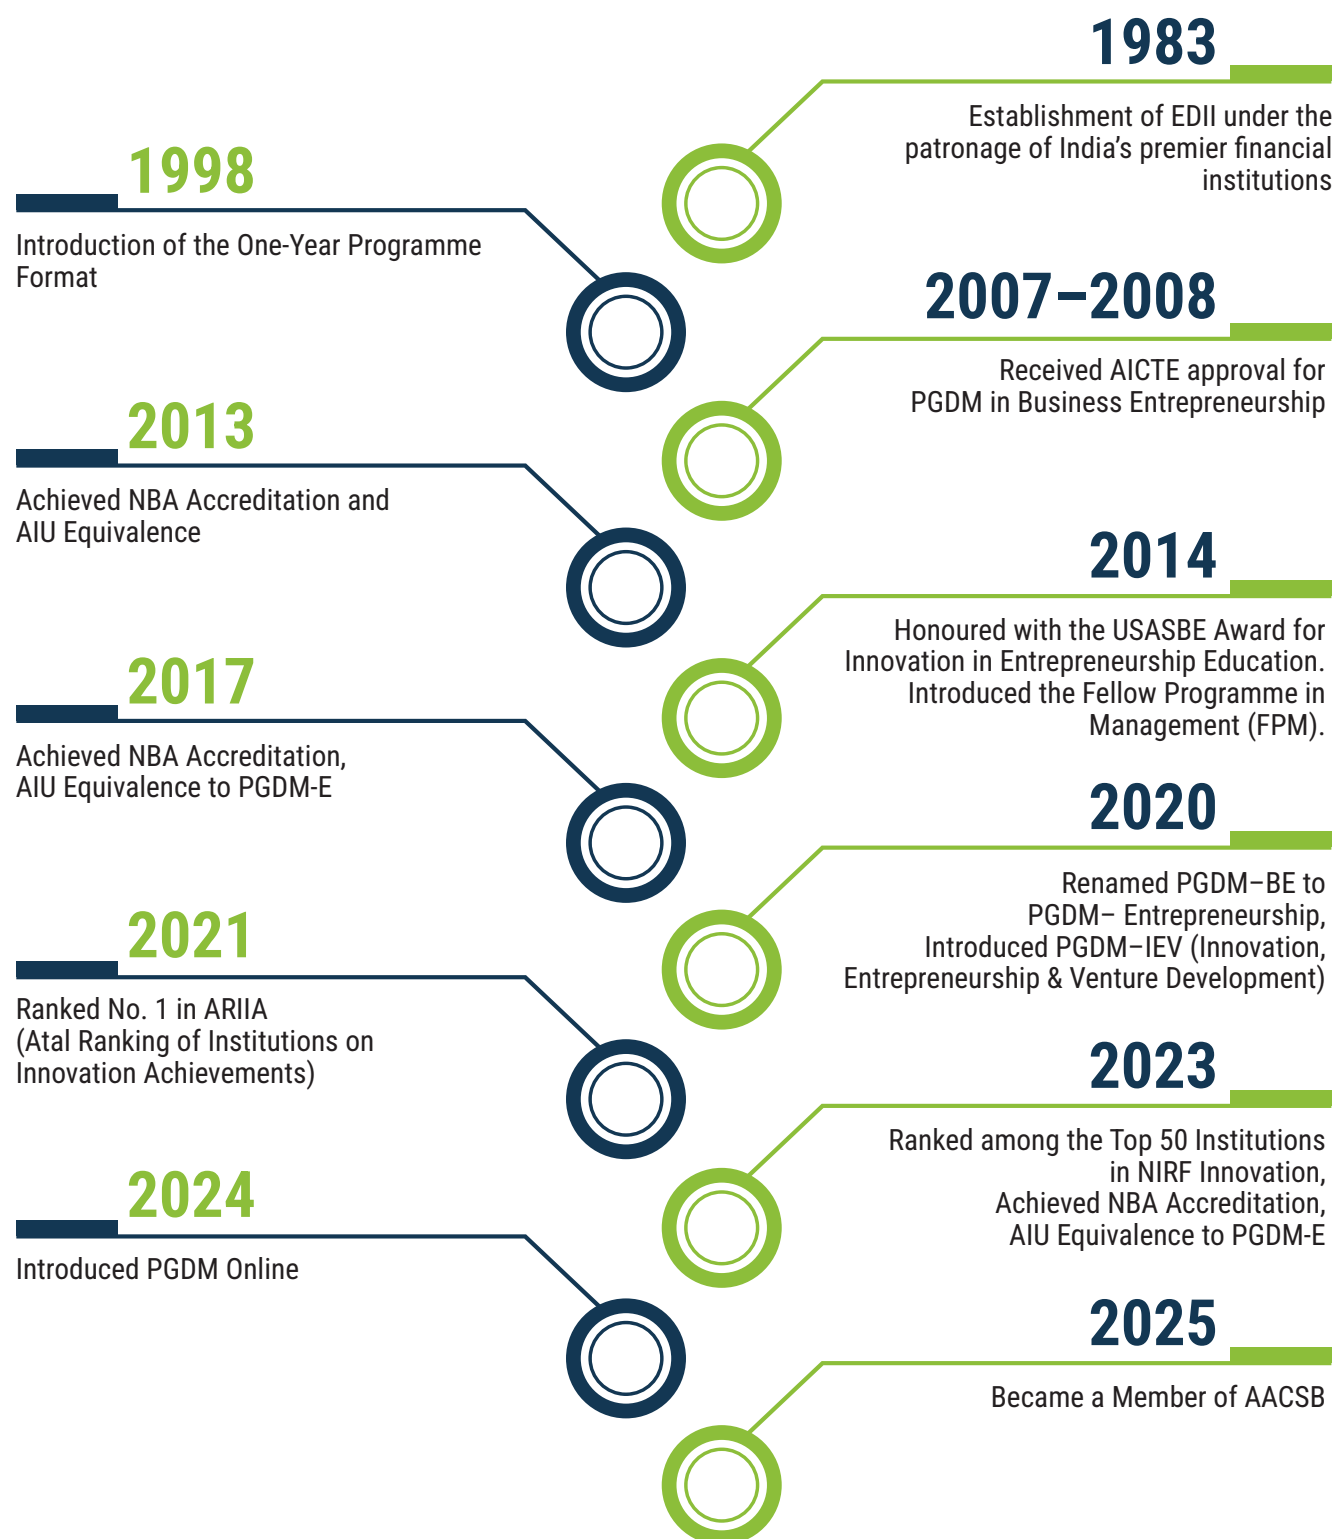 1983
Establishment of EDII under the
patronage of India’s premier financial
institutions
1998
Introduction of the One-Year Programme
Format
2007–2008
Received AICTE approval for
PGDM in Business Entrepreneurship
2013
Achieved NBA Accreditation and
AIU Equivalence
2014
Honoured with the USASBE Award for
Innovation in Entrepreneurship Education.
Introduced the Fellow Programme in
Management (FPM).
2017
Achieved NBA Accreditation,
AIU Equivalence to PGDM-E
2020
Renamed PGDM–BE to
PGDM– Entrepreneurship,
Introduced PGDM–IEV (Innovation,
Entrepreneurship & Venture Development)
2021
Ranked No. 1 in ARIIA
(Atal Ranking of Institutions on
Innovation Achievements)
2023
Ranked among the Top 50 Institutions
in NIRF Innovation,
Achieved NBA Accreditation,
AIU Equivalence to PGDM-E
2024
Introduced PGDM Online
2025
Became a Member of AACSB